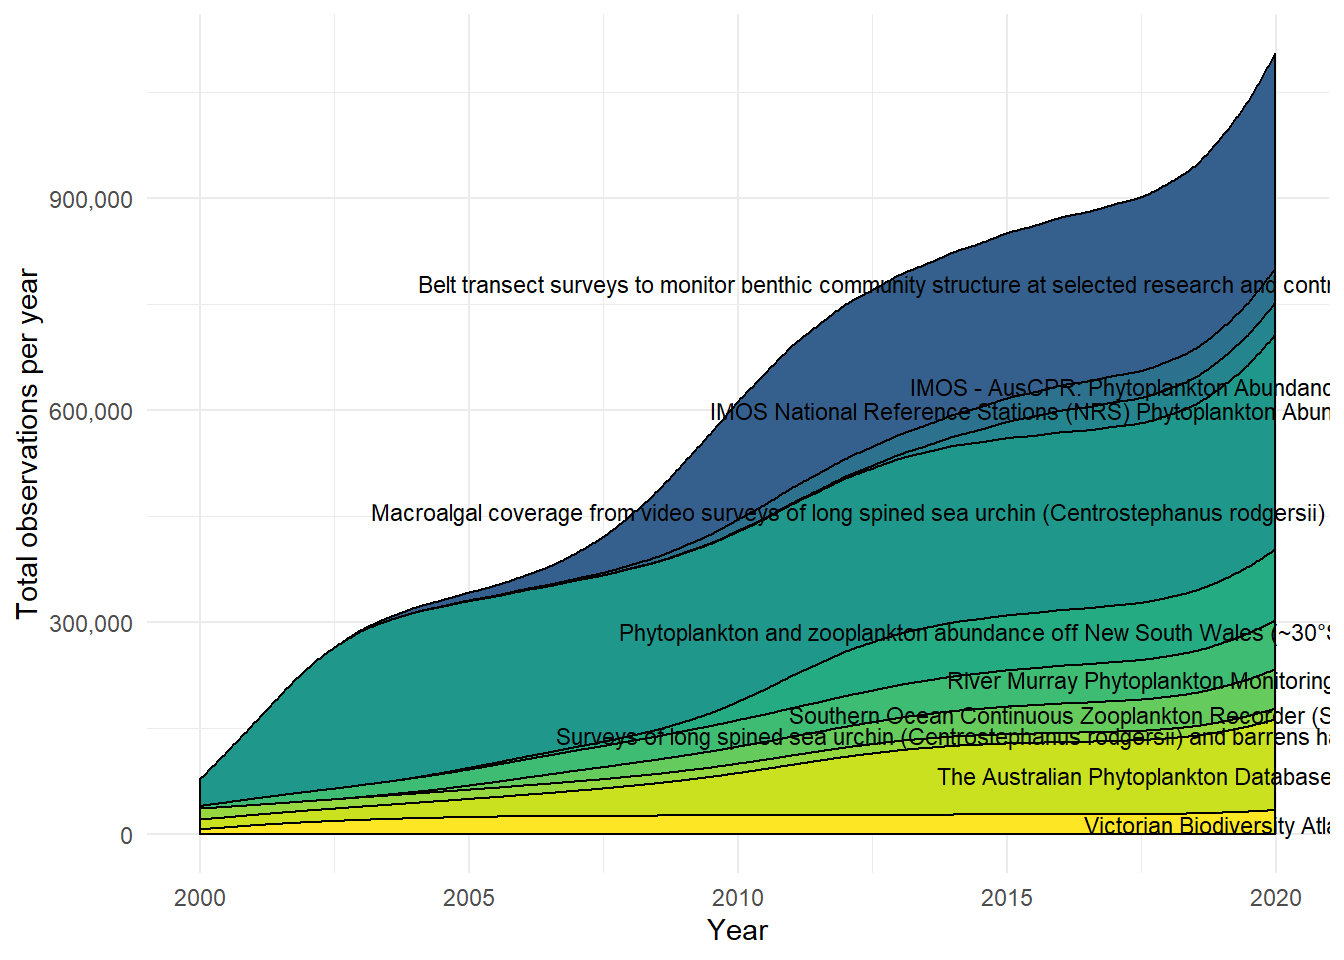 Total observations per year
900,000
600,000
300,000
0
Belt transect surveys to monitor benthic community structure at selected research and contr
IMOS - AusCPR: Phytoplankton Abundanc
IMOS National Reference Stations (NRS) Phytoplankton Abun
Macroalgal coverage from video surveys of long spined sea urchin (Centrostephanus rodgersii)
Phytoplankton and zooplankton abundance off New South Wales (~30°S
River Murray Phytoplankton Monitoring
Southern Ocean Continuous Zooplankton Recorder (S
Surveys of long spined sea urchin (Centrostephanus rodgersii) and barrens ha
The Australian Phytoplankton Database
Victorian Biodiversity Atla
2000 2005 2010 2015 2020
Year